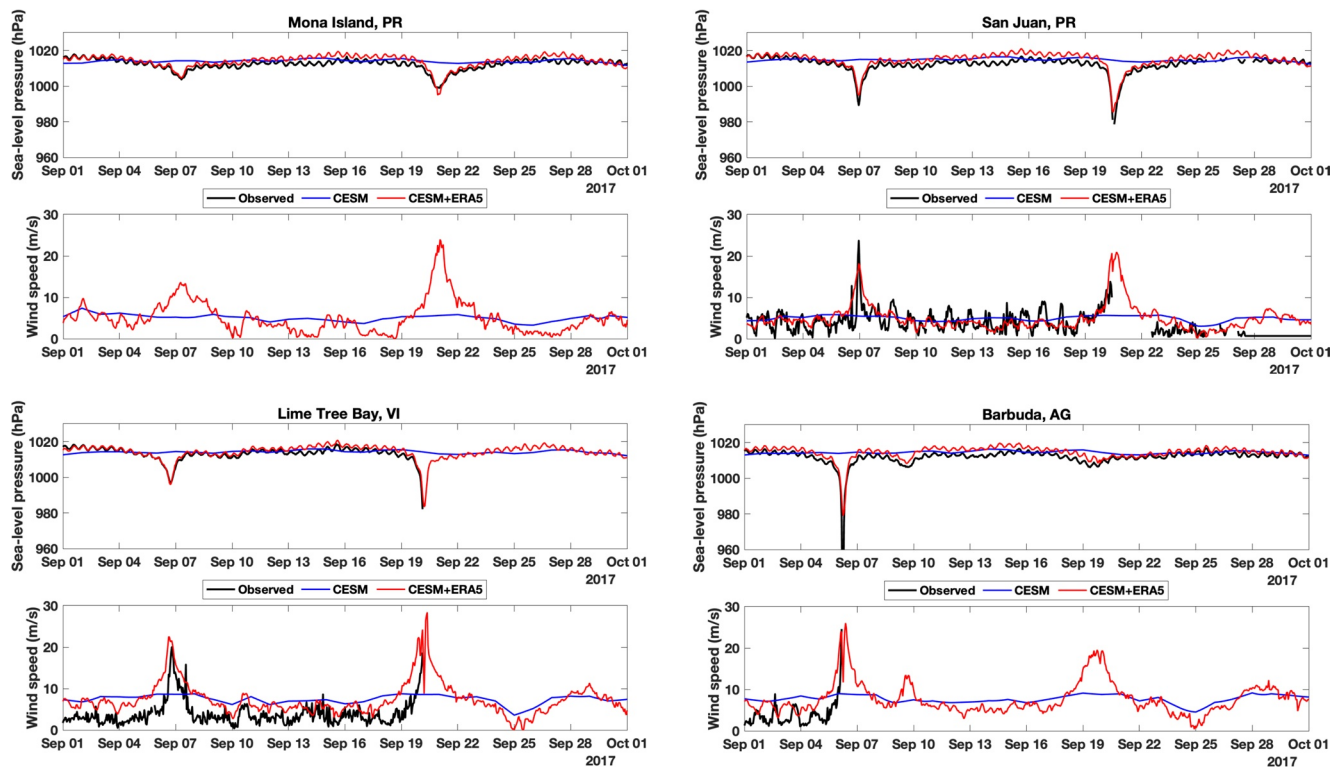 Mona Island, PR
Sea-level pressure (hPa)
1020
1000
980
960
Sep 01 Sep 04 Sep 07 Sep 10 Sep 13 Sep 16 Sep 19 Sep 22 Sep 25 Sep 28 Oct 01
2017
Observed CESM CESM+ERA5
Wind speed (m/s)
30
20
10
0
Sep 01 Sep 04 Sep 07 Sep 10 Sep 13 Sep 16 Sep 19 Sep 22 Sep 25 Sep 28 Oct 01
2017
San Juan, PR
Sea-level pressure (hPa)
1020
1000
980
960
Sep 01 Sep 04 Sep 07 Sep 10 Sep 13 Sep 16 Sep 19 Sep 22 Sep 25 Sep 28 Oct 01
2017
Observed CESM CESM+ERA5
Wind speed (m/s)
30
20
10
0
Sep 01 Sep 04 Sep 07 Sep 10 Sep 13 Sep 16 Sep 19 Sep 22 Sep 25 Sep 28 Oct 01
2017
Lime Tree Bay, VI
Sea-level pressure (hPa)
1020
1000
980
960
Sep 01 Sep 04 Sep 07 Sep 10 Sep 13 Sep 16 Sep 19 Sep 22 Sep 25 Sep 28 Oct 01
2017
Observed CESM CESM+ERA5
Wind speed (m/s)
30
20
10
0
Sep 01 Sep 04 Sep 07 Sep 10 Sep 13 Sep 16 Sep 19 Sep 22 Sep 25 Sep 28 Oct 01
2017
Barbuda, AG
Sea-level pressure (hPa)
1020
1000
980
960
Sep 01 Sep 04 Sep 07 Sep 10 Sep 13 Sep 16 Sep 19 Sep 22 Sep 25 Sep 28 Oct 01
2017
Observed CESM CESM+ERA5
Wind speed (m/s)
30
20
10
0
Sep 01 Sep 04 Sep 07 Sep 10 Sep 13 Sep 16 Sep 19 Sep 22 Sep 25 Sep 28 Oct 01
2017